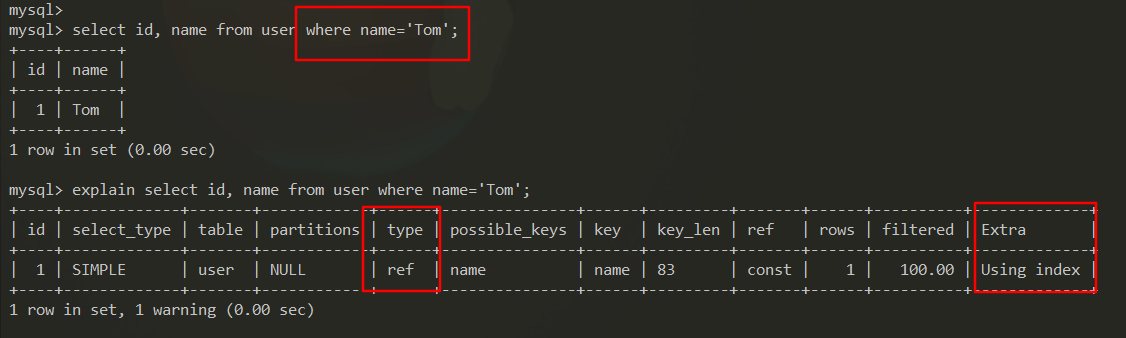 mysql>
mysql> select id, name from user where name='Tom';
+----+------+
| id | name |
+----+------+
|  1 | Tom  |
+----+------+
1 row in set (0.00 sec)

mysql> explain select id, name from user where name='Tom';
+----+-------------+-------+------------+------+---------------+------+---------+-------+------+----------+-------------+
| id | select_type | table | partitions | type | possible_keys | key  | key_len | ref   | rows | filtered | Extra       |
+----+-------------+-------+------------+------+---------------+------+---------+-------+------+----------+-------------+
|  1 | SIMPLE      | user  | NULL       | ref  | name          | name | 83      | const |    1 |   100.00 | Using index |
+----+-------------+-------+------------+------+---------------+------+---------+-------+------+----------+-------------+
1 row in set, 1 warning (0.00 sec)